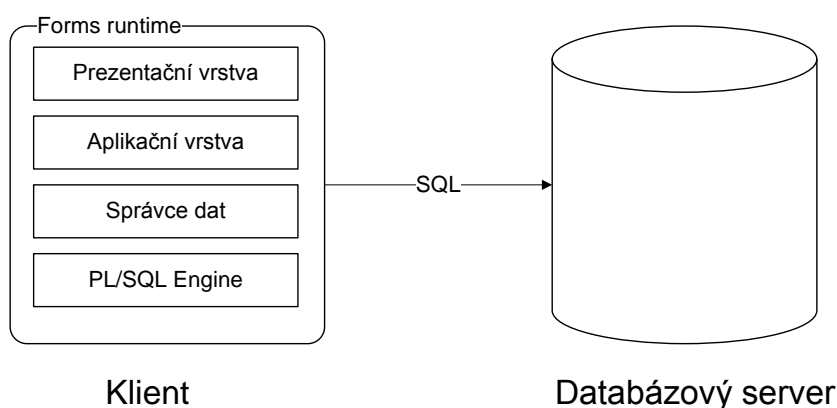 Forms runtime
Prezentační vrstva
Aplikační vrstva
Správce dat
PL/SQL Engine
SQL
Klient
Databázový server